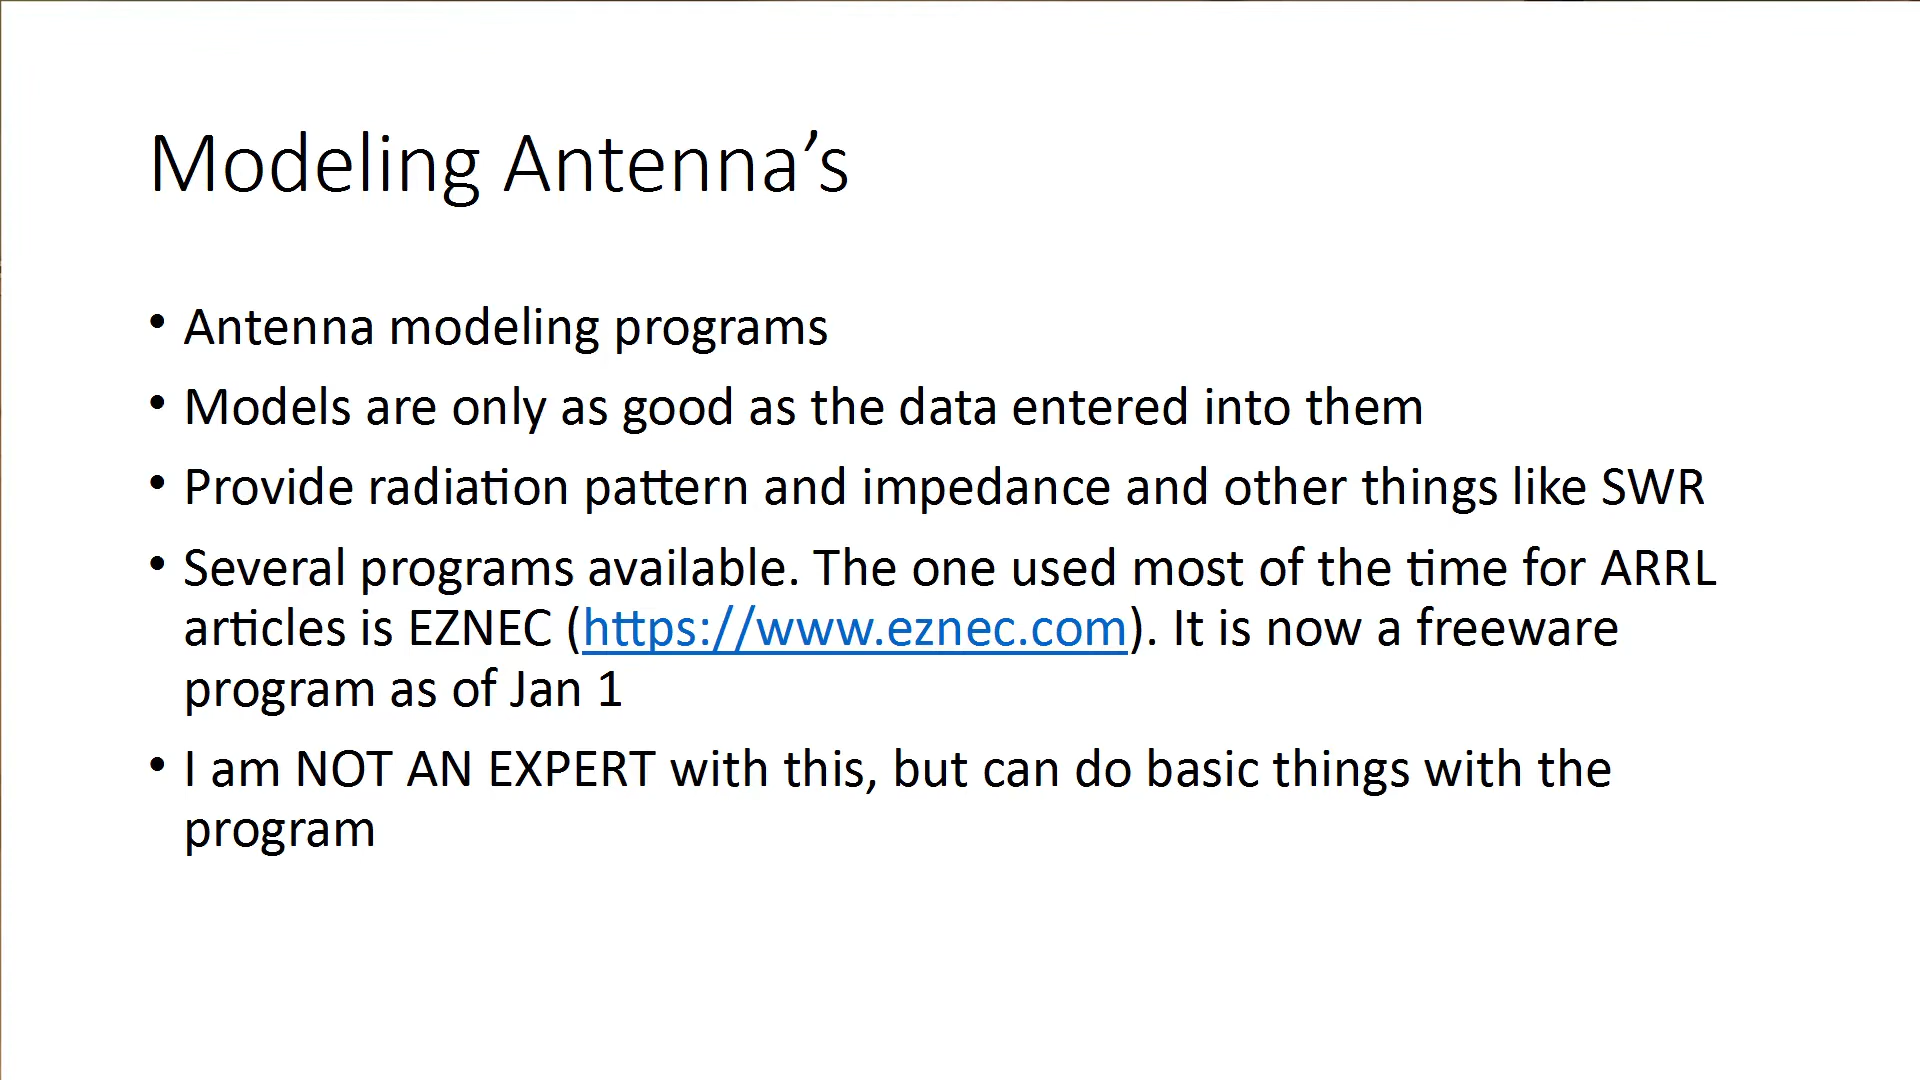 Modeling Antenna’s
• Antenna modeling programs
• Models are only as good as the data entered into them
• Provide radiation pattern and impedance and other things like SWR
• Several programs available. The one used most of the time for ARRL
articles is EZNEC (https://www.eznec.com). It is now a freeware
program as of Jan 1
• I am NOT AN EXPERT with this, but can do basic things with the
program